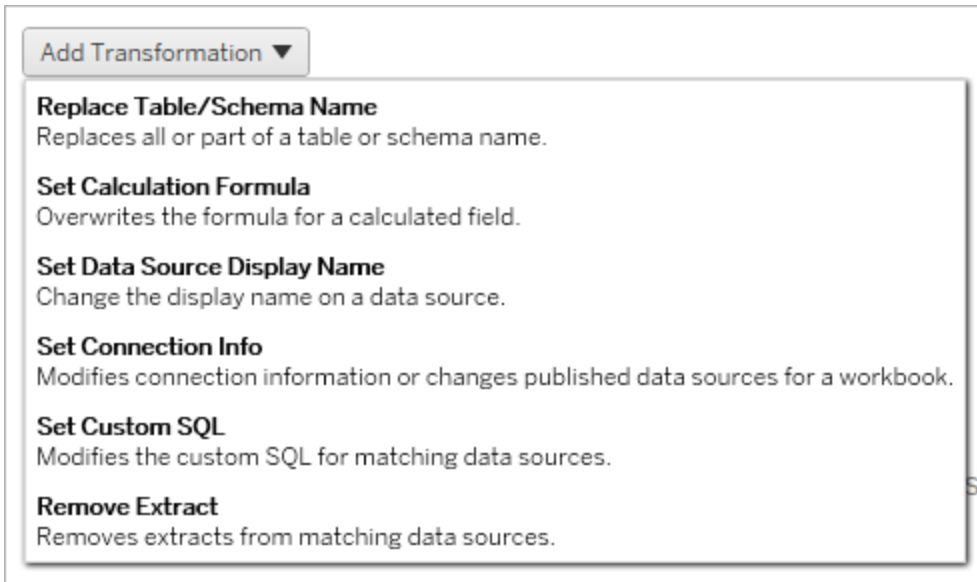 Add Transformation ▼
Replace Table/Schema Name
Replaces all or part of a table or schema name.
Set Calculation Formula
Overwrites the formula for a calculated field.
Set Data Source Display Name
Change the display name on a data source.
Set Connection Info
Modifies connection information or changes published data sources for a workbook.
Set Custom SQL
Modifies the custom SQL for matching data sources.
Remove Extract
Removes extracts from matching data sources.